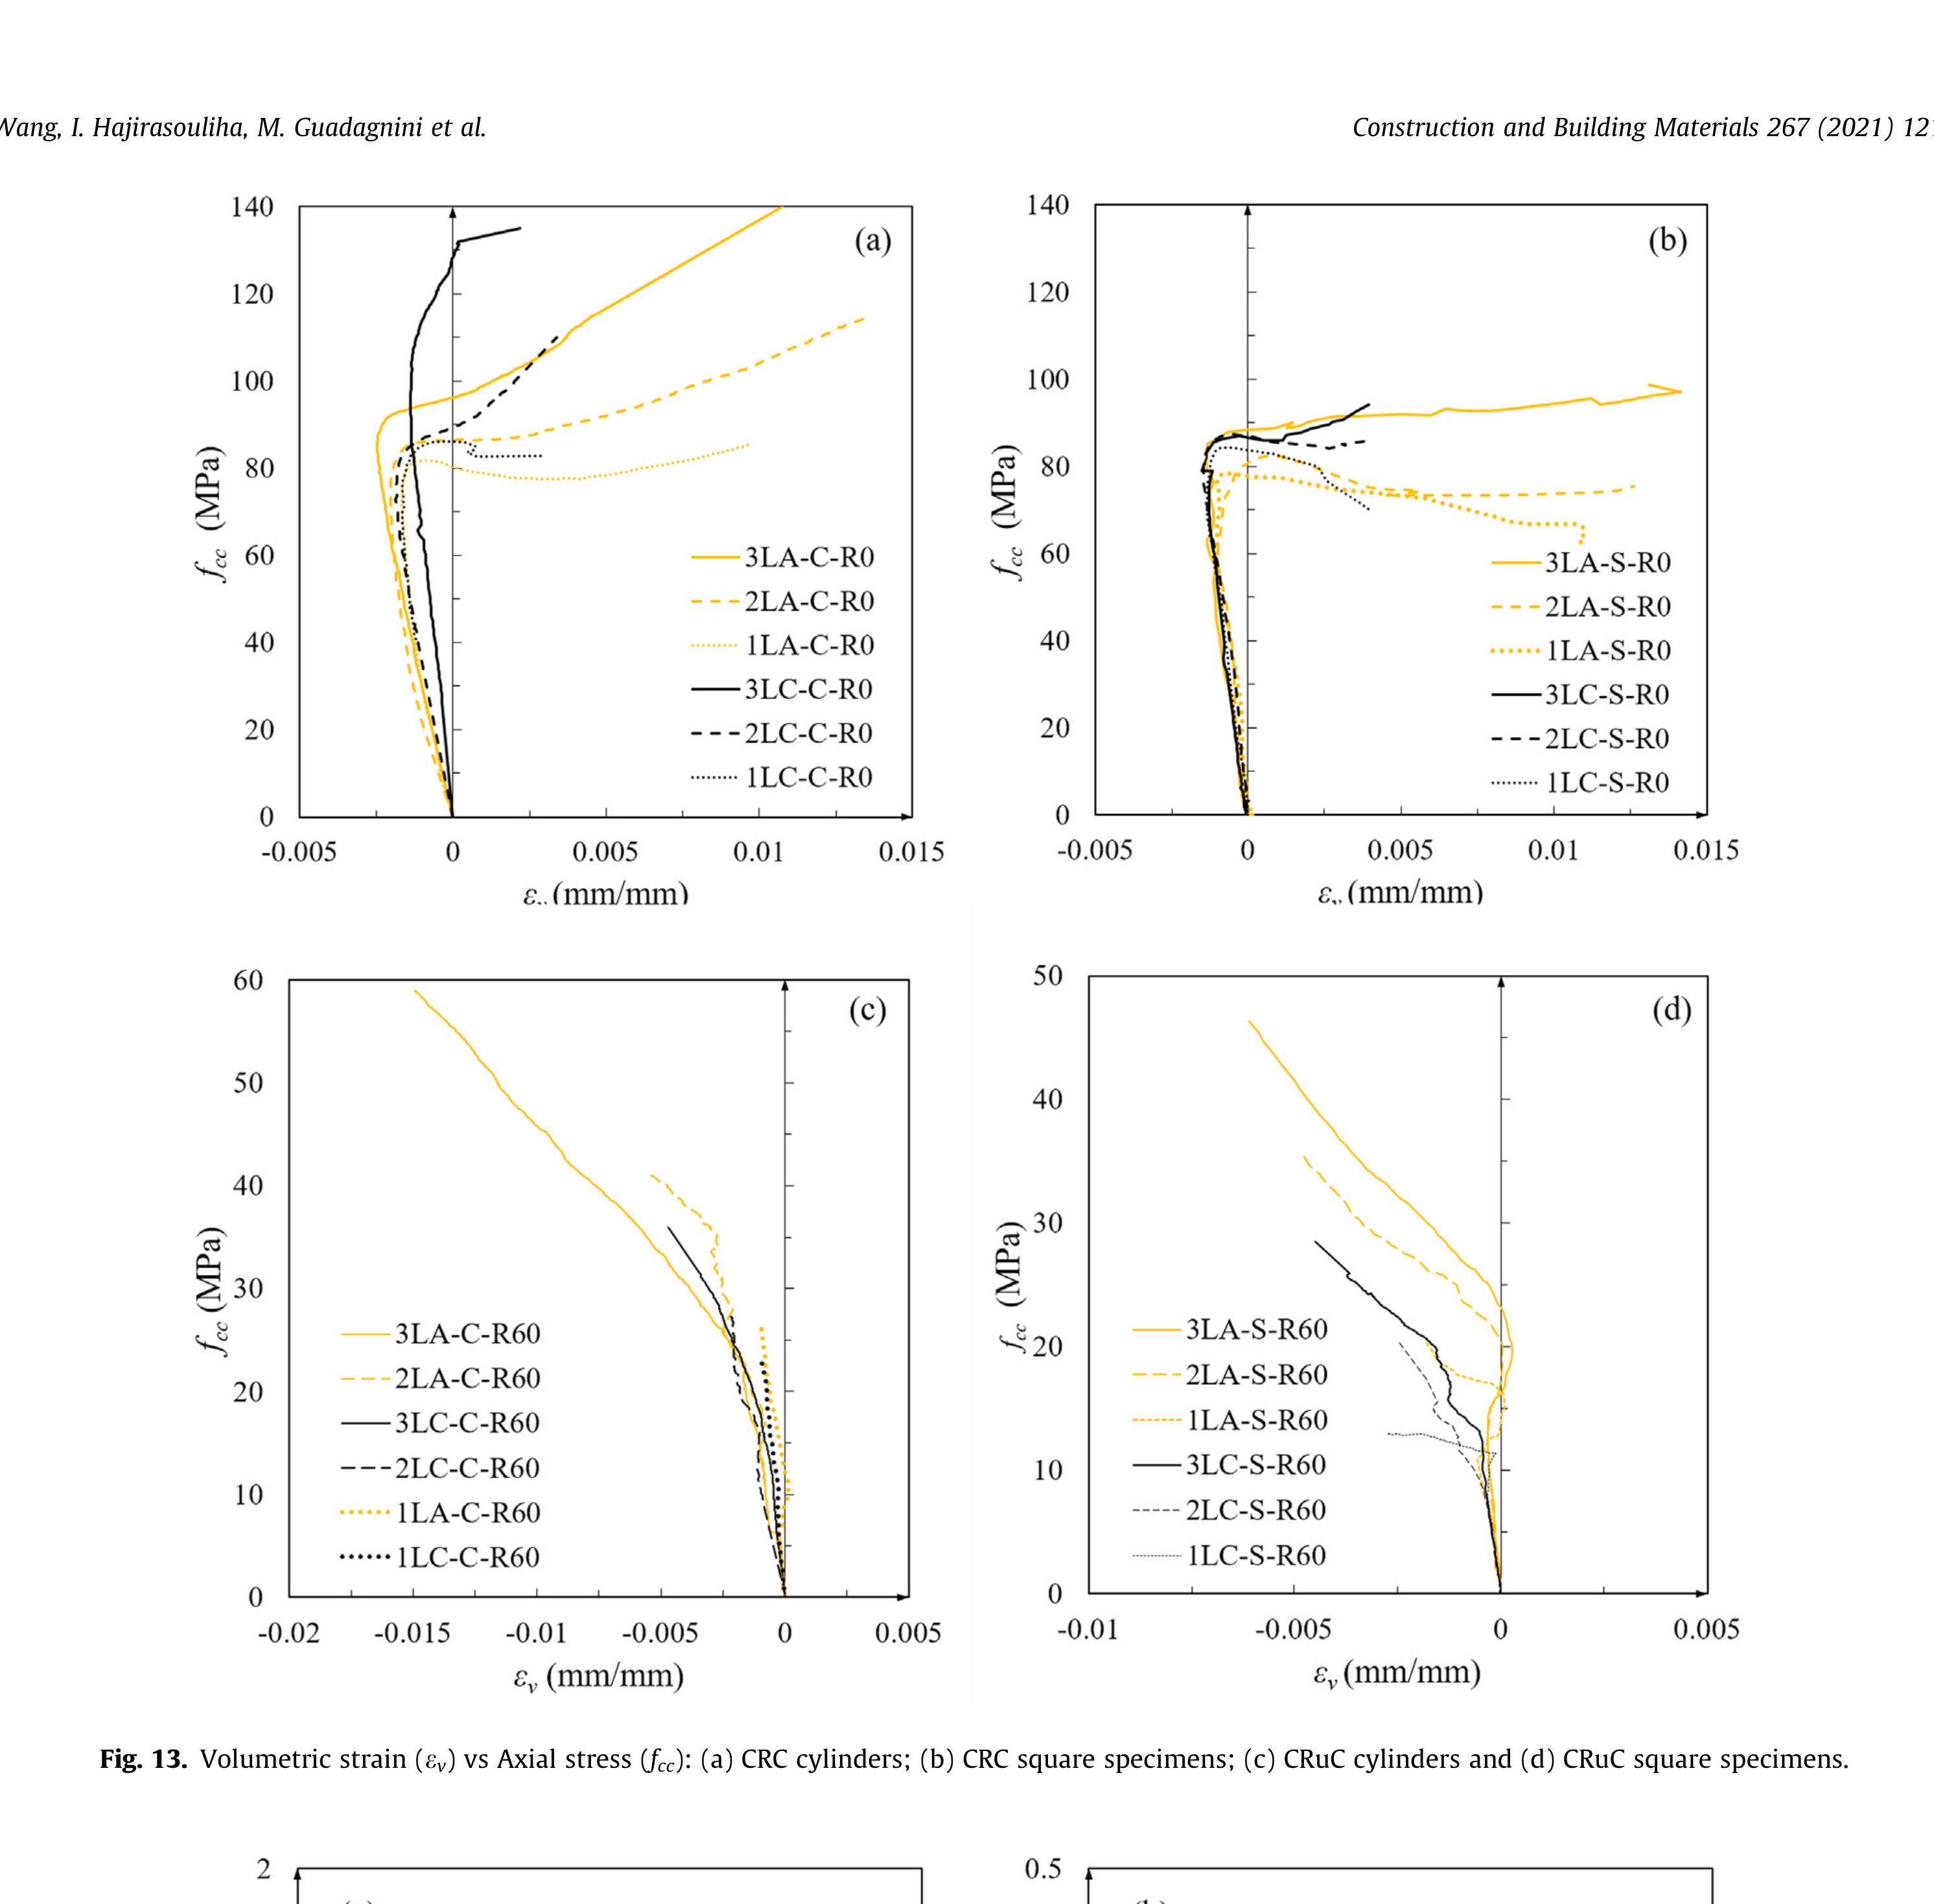 Wang, I. Hajirasouliha, M. Guadagnini et al.
Construction and Building Materials 267 (2021)
140
120
100
80
60
40
20
0
-0.005 0 0.005 0.01 0.015
fcc (MPa)
εv (mm/mm)
(a)
3LA-C-R0
2LA-C-R0
1LA-C-R0
3LC-C-R0
2LC-C-R0
1LC-C-R0
140
120
100
80
60
40
20
0
-0.005 0 0.005 0.01 0.015
fcc (MPa)
εv (mm/mm)
(b)
3LA-S-R0
2LA-S-R0
1LA-S-R0
3LC-S-R0
2LC-S-R0
1LC-S-R0
60
50
40
30
20
10
0
-0.02 -0.015 -0.01 -0.005 0 0.005
fcc (MPa)
εv (mm/mm)
(c)
3LA-C-R60
2LA-C-R60
3LC-C-R60
2LC-C-R60
1LA-C-R60
1LC-C-R60
50
40
30
20
10
0
-0.01 -0.005 0 0.005
fcc (MPa)
εv (mm/mm)
(d)
3LA-S-R60
2LA-S-R60
1LA-S-R60
3LC-S-R60
2LC-S-R60
1LC-S-R60
Fig. 13. Volumetric strain (εv) vs Axial stress (fcc): (a) CRC cylinders; (b) CRC square specimens; (c) CRuC cylinders and (d) CRuC square specimens.
2
0.5